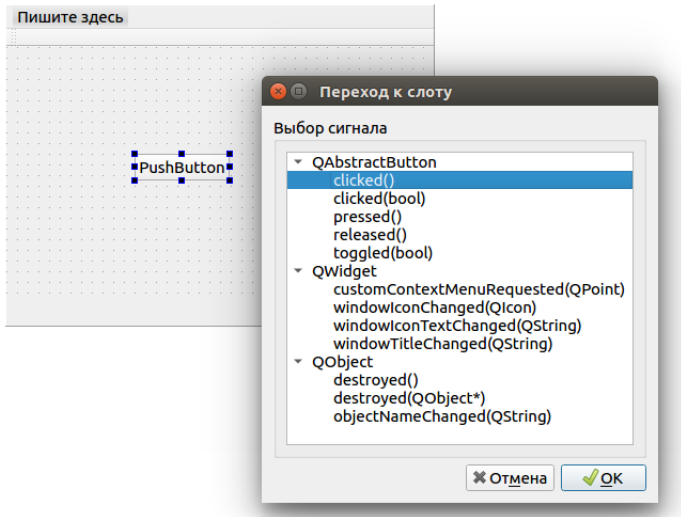 Пишите здесь
PushButton
Переход к слоту
Выбор сигнала
QAbstractButton
clicked()
clicked(bool)
pressed()
released()
toggled(bool)
QWidget
customContextMenuRequested(QPoint)
windowIconChanged(QIcon)
windowIconTextChanged(QString)
windowTitleChanged(QString)
QObject
destroyed()
destroyed(QObject*)
objectNameChanged(QString)
Отмена
OK